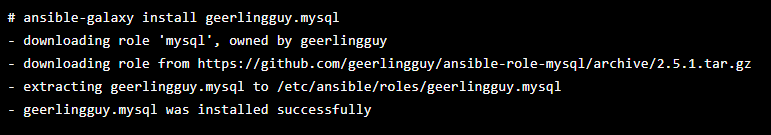 # ansible-galaxy install geerlingguy.mysql
- downloading role 'mysql', owned by geerlingguy
- downloading role from https://github.com/geerlingguy/ansible-role-mysql/archive/2.5.1.tar.gz
- extracting geerlingguy.mysql to /etc/ansible/roles/geerlingguy.mysql
- geerlingguy.mysql was installed successfully